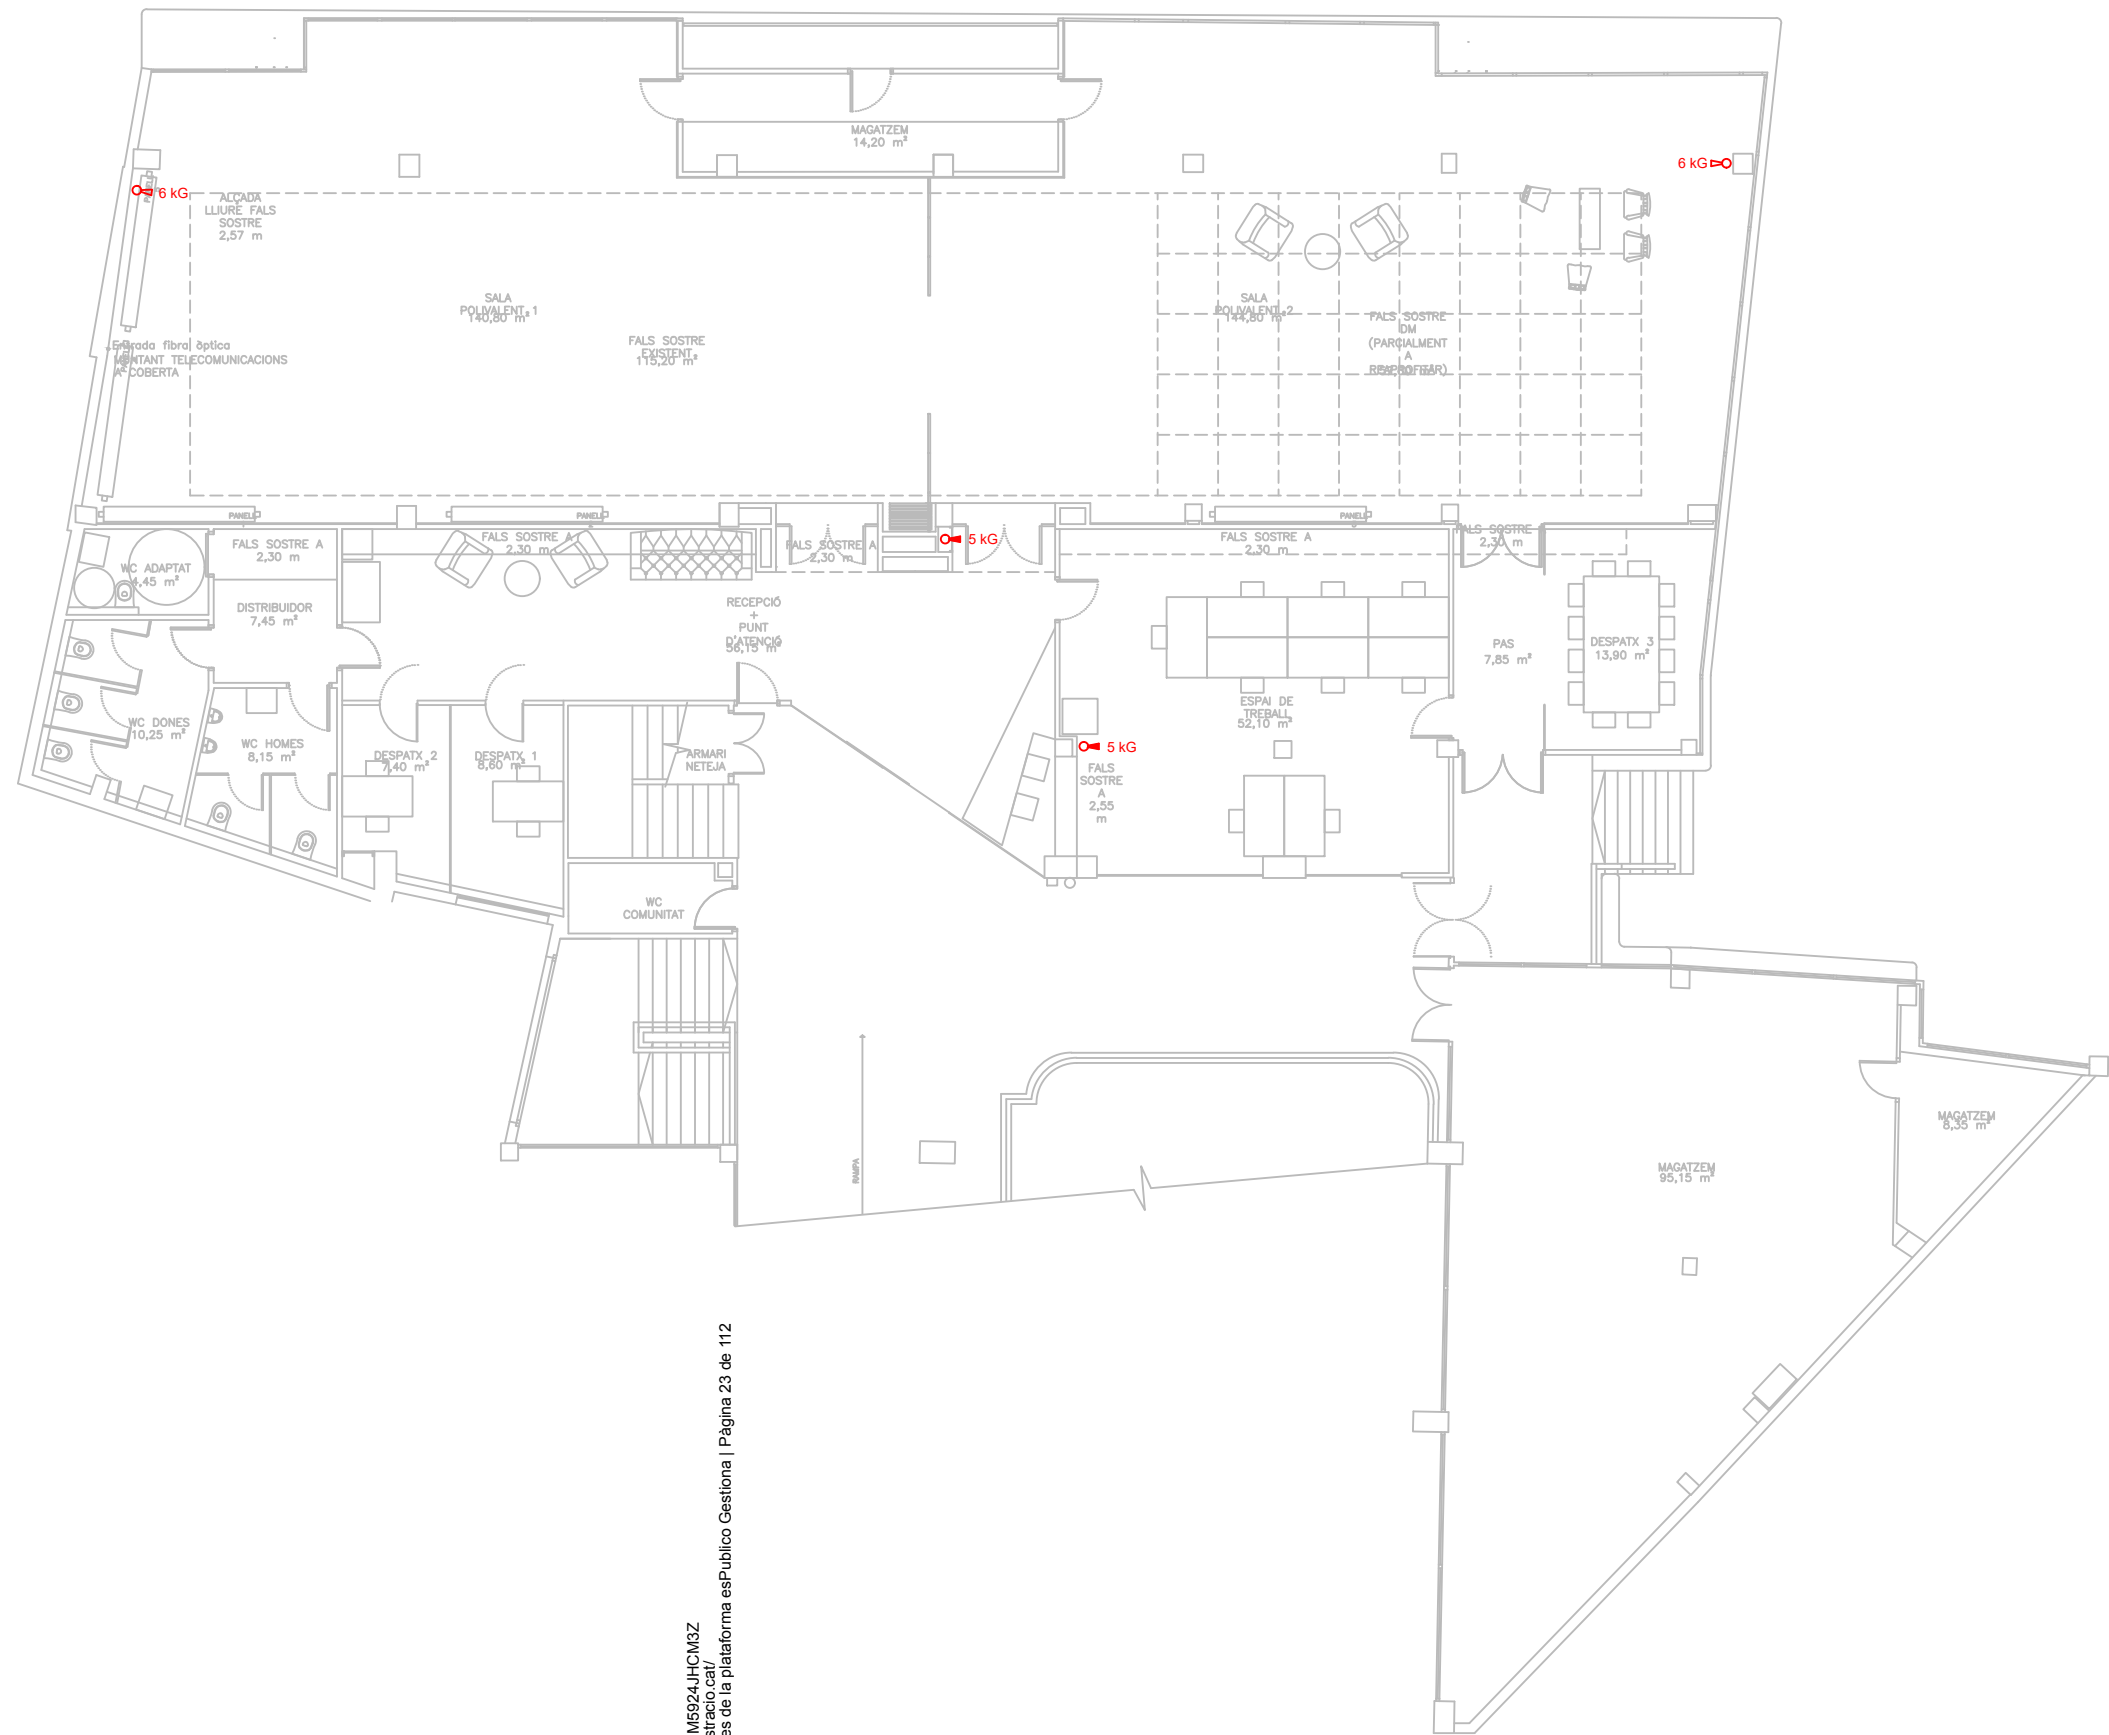 MAGATZEM
14,20 m²
6 kG
6 kG
ALÇADA
LLIURE FALS
SOSTRE
2,57 m
SALA
POLIVALENT 1
140,80 m²
FALS SOSTRE
EXISTENT
115,20 m²
SALA
POLIVALENT 2
144,80 m²
FALS SOSTRE
DM
(PARCIALMENT
A
REAPROFITAR)
Entrada fibra òptica
MUNTANT TELECOMUNICACIONS
A COBERTA
PANELL
PANELL
PANELL
PANELL
PANELL
FALS SOSTRE A
2,30 m
FALS SOSTRE A
2,30 m
FALS SOSTRE A
2,30 m
5 kG
FALS SOSTRE A
2,30 m
FALS SOSTRE
2,30 m
WC ADAPTAT
4,45 m²
DISTRIBUIDOR
7,45 m²
RECEPCIÓ
+
PUNT
D'ATENCIÓ
56,15 m²
PAS
7,85 m²
DESPATX 3
13,90 m²
ESPAI DE
TREBALL
52,10 m²
WC DONES
10,25 m²
WC HOMES
8,15 m²
DESPATX 2
7,40 m²
DESPATX 1
8,60 m²
ARMARI
NETEJA
5 kG
FALS
SOSTRE
A
2,55
m
WC
COMUNITAT
RAMPA
MAGATZEM
8,35 m²
MAGATZEM
95,15 m²
M5924JHCM3Z
stracio.cat/
es de la plataforma esPublico Gestiona | Pàgina 23 de 112